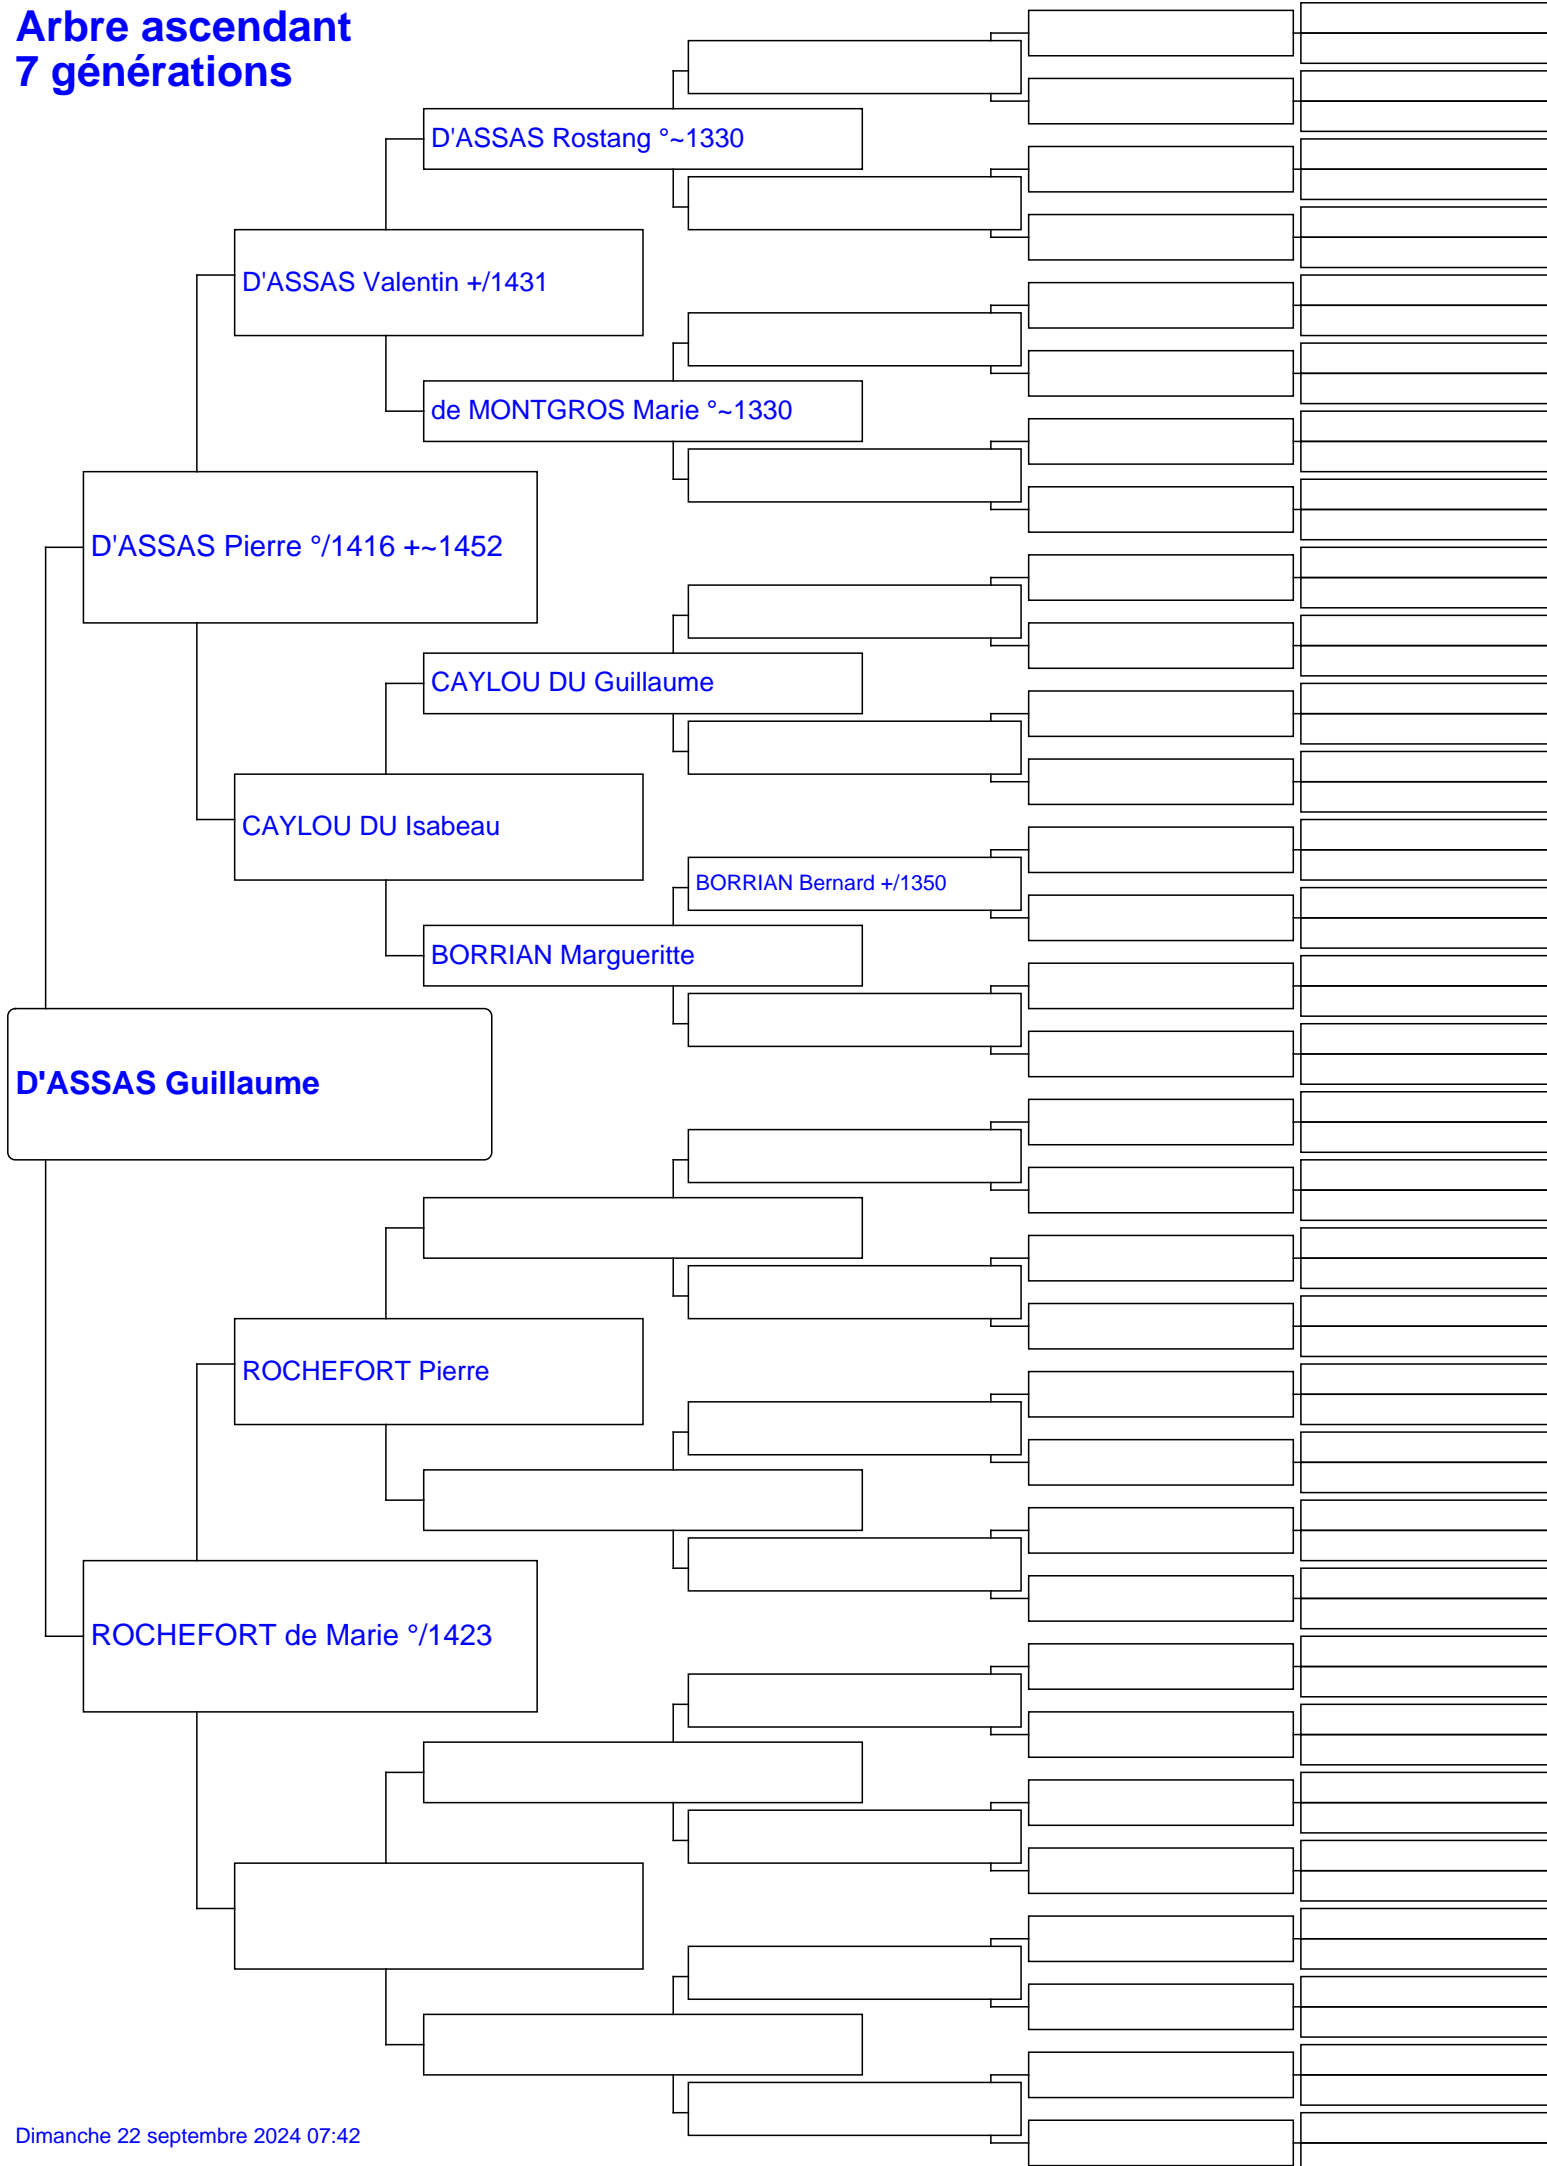 Arbre ascendant
7 générations
D'ASSAS Rostang °~1330
D'ASSAS Valentin +/1431
de MONTGROS Marie °~1330
D'ASSAS Pierre °/1416 +~1452
CAYLOU DU Guillaume
CAYLOU DU Isabeau
BORRIAN Bernard +/1350
BORRIAN Margueritte
D'ASSAS Guillaume
ROCHEFORT Pierre
ROCHEFORT de Marie °/1423
Dimanche 22 septembre 2024 07:42